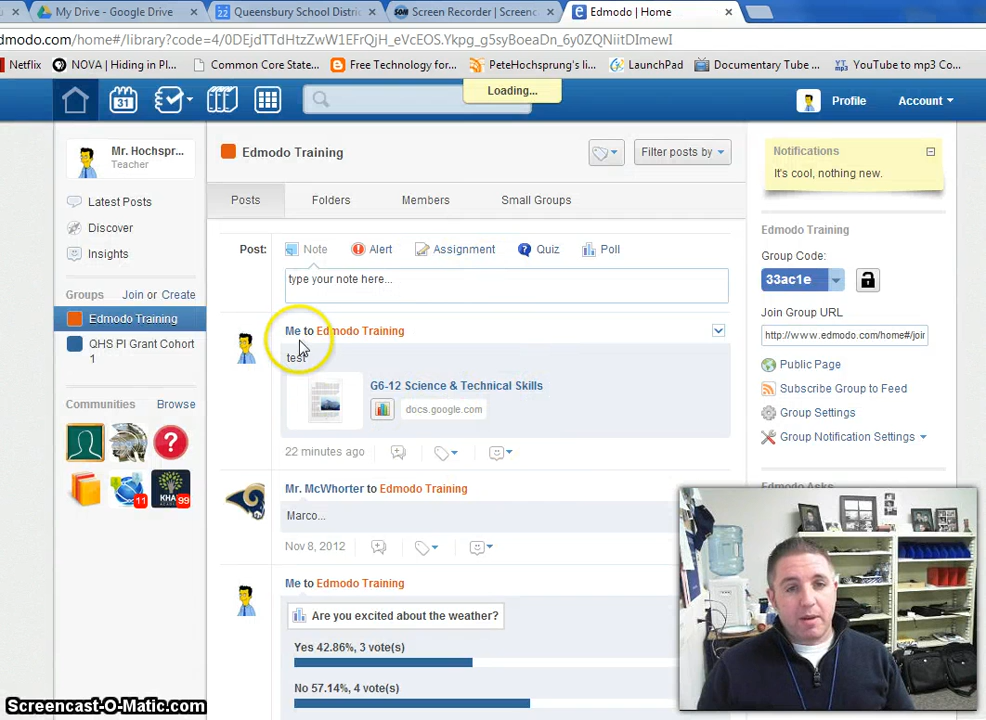 My Drive - Google Drive
Queensbury School Distric
Screen Recorder | Screenc
Edmodo | Home
dmodo.com/home#/library?code=4/0DEjdTTdHtzZwW1EFrQjH_eVcEOS.Ykpg_g5syBoeaDn_6y0ZQNiitDImewI
Netflix
NOVA | Hiding in Pl...
Common Core State...
Free Technology for...
PeteHochsprung's li...
LaunchPad
Documentary Tube ...
YouTube to mp3 Co...
Loading...
31
Profile
Account
Mr. Hochspr...
Teacher
Edmodo Training
Filter posts by
Notifications
It's cool, nothing new.
Latest Posts
Discover
Insights
Posts
Folders
Members
Small Groups
Edmodo Training
Group Code:
33ac1e
Join Group URL
http://www.edmodo.com/home#/joi
Public Page
Subscribe Group to Feed
Group Settings
Group Notification Settings
Edmodo Asks
Groups
Join or Create
Edmodo Training
QHS PI Grant Cohort
1
Communities
Browse
11
99
Post:
Note
Alert
Assignment
Quiz
Poll
type your note here...
Me to Edmodo Training
test
G6-12 Science & Technical Skills
docs.google.com
22 minutes ago
Mr. McWhorter to Edmodo Training
Marco...
Nov 8, 2012
Me to Edmodo Training
Are you excited about the weather?
Yes 42.86%, 3 vote(s)
No 57.14%, 4 vote(s)
Screencast-O-Matic.com